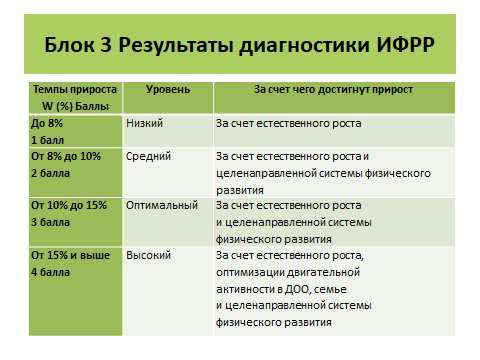 Блок 3 Результаты диагностики ИФРР
Темпы прироста
W (%) Баллы
Уровень
За счет чего достигнут прирост
До 8%
1 балл
Низкий
За счет естественного роста
От 8% до 10%
2 балла
Средний
За счет естественного роста и
целенаправленной системы физического
развития
От 10% до 15%
3 балла
Оптимальный
За счет естественного роста
и целенаправленной системы
физического развития
От 15% и выше
4 балла
Высокий
За счет естественного роста,
оптимизации двигательной
активности в ДОО, семье
и целенаправленной системы
физического развития